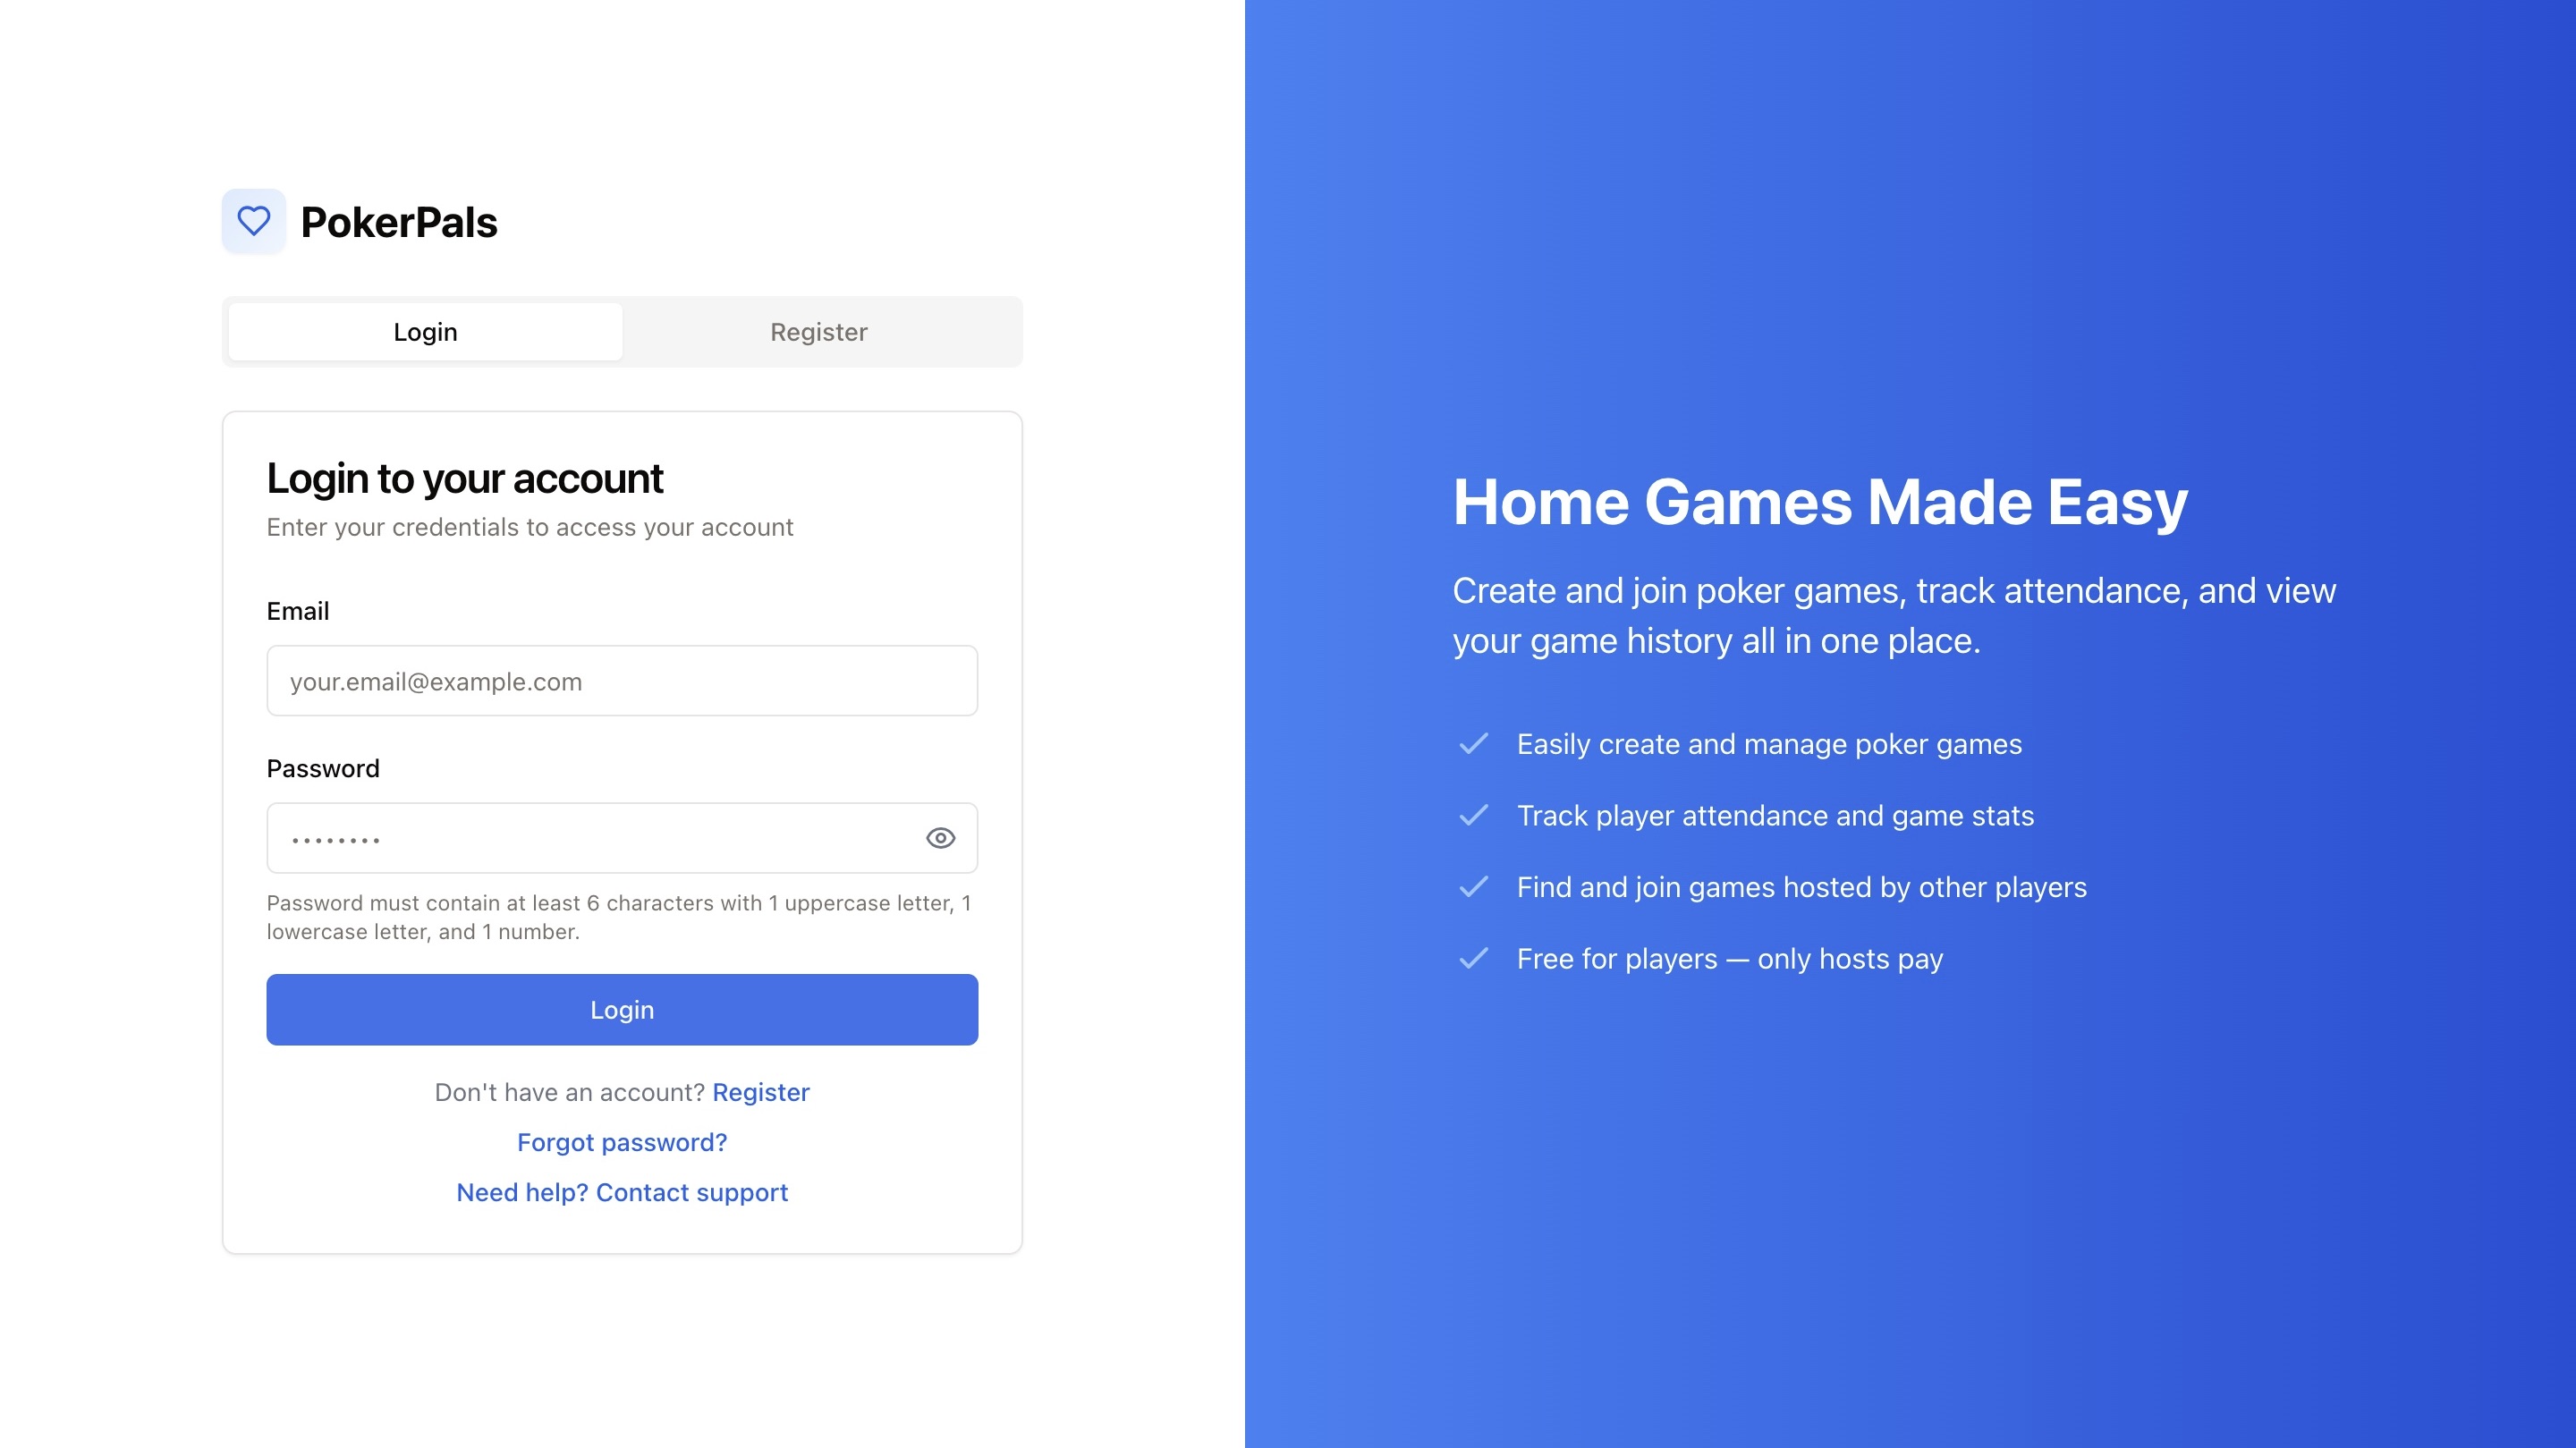 PokerPals
Login
Register
Login to your account
Enter your credentials to access your account
Email
your.email@example.com
Password
••••••••
Password must contain at least 6 characters with 1 uppercase letter, 1
lowercase letter, and 1 number.
Login
Don't have an account? Register
Forgot password?
Need help? Contact support
Home Games Made Easy
Create and join poker games, track attendance, and view
your game history all in one place.
Easily create and manage poker games
Track player attendance and game stats
Find and join games hosted by other players
Free for players — only hosts pay